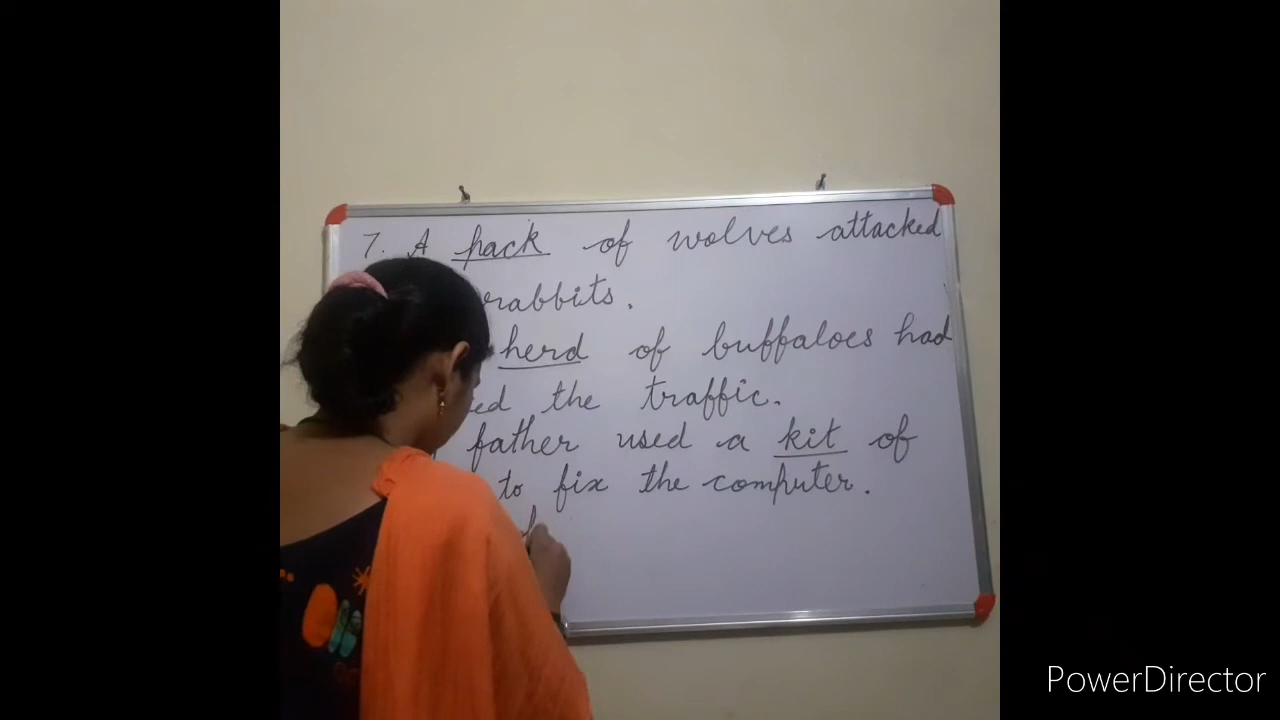 7. A pack of wolves attacked
rabbits.
herd of buffaloes had
the traffic.
father used a kit of
to fix the computer.
PowerDirector